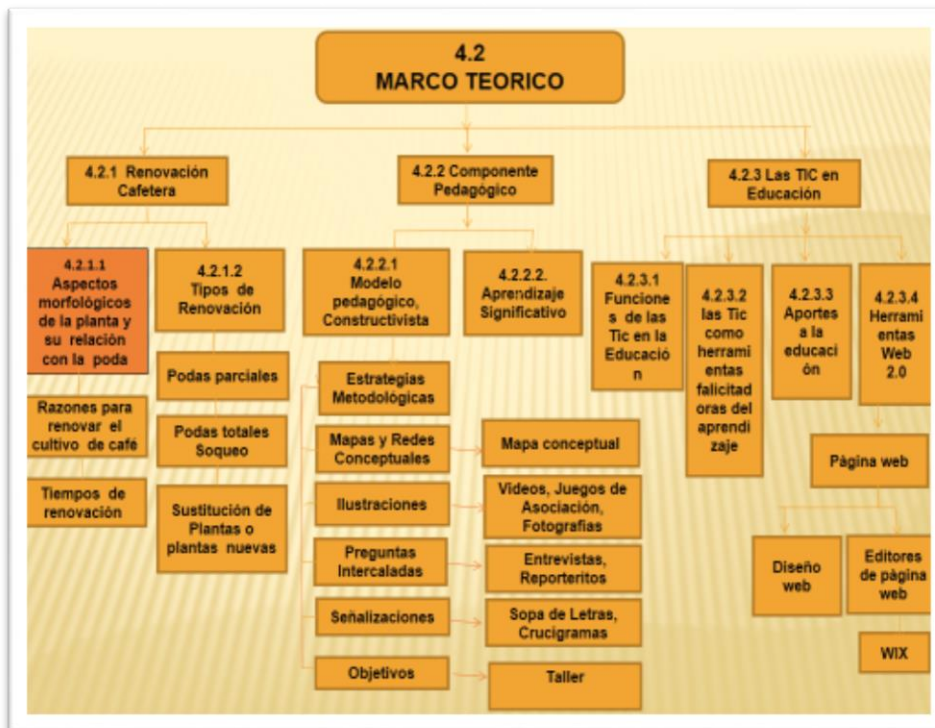 4.2
MARCO TEORICO
4.2.1 Renovación
Cafetera
4.2.2 Componente
Pedagógico
4.2.3 Las TIC en
Educación
4.2.1.1
Aspectos
morfológicos
de la planta y
su relación
con la poda
4.2.1.2
Tipos de
Renovación
4.2.2.1
Modelo
pedagógico,
Constructivista
4.2.2.2.
Aprendizaje
Significativo
4.2.3.1
Funcione
s de las
Tic en la
Educació
n
4.2.3.2
las Tic
como
herrami
entas
falicitad
oras del
aprendi
zaje
4.2.3.3
Aportes
a la
educaci
ón
4.2.3.4
Herrami
entas
Web
2.0
Razones para
renovar el
cultivo de café
Tiempos de
renovación
Podas parciales
Podas totales
Soqueo
Sustitución de
Plantas o
plantas nuevas
Estrategias
Metodológicas
Mapas y Redes
Conceptuales
Mapa conceptual
Ilustraciones
Videos, Juegos de
Asociación,
Fotografias
Preguntas
Intercaladas
Entrevistas,
Reporteritos
Señalizaciones
Sopa de Letras,
Crucigramas
Objetivos
Taller
Pàgina web
Diseño
web
Editores
de pàgina
web
WIX